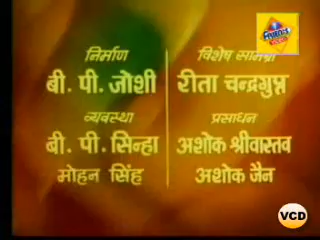 निर्माण
बी. पी. जोशी
व्यवस्था
बी. पी. सिन्हा
मोहन सिंह
विशेष सामग्री
रीता चन्द्रगुप्त
प्रसाधन
अशोक श्रीवास्तव
अशोक जैन
VCD